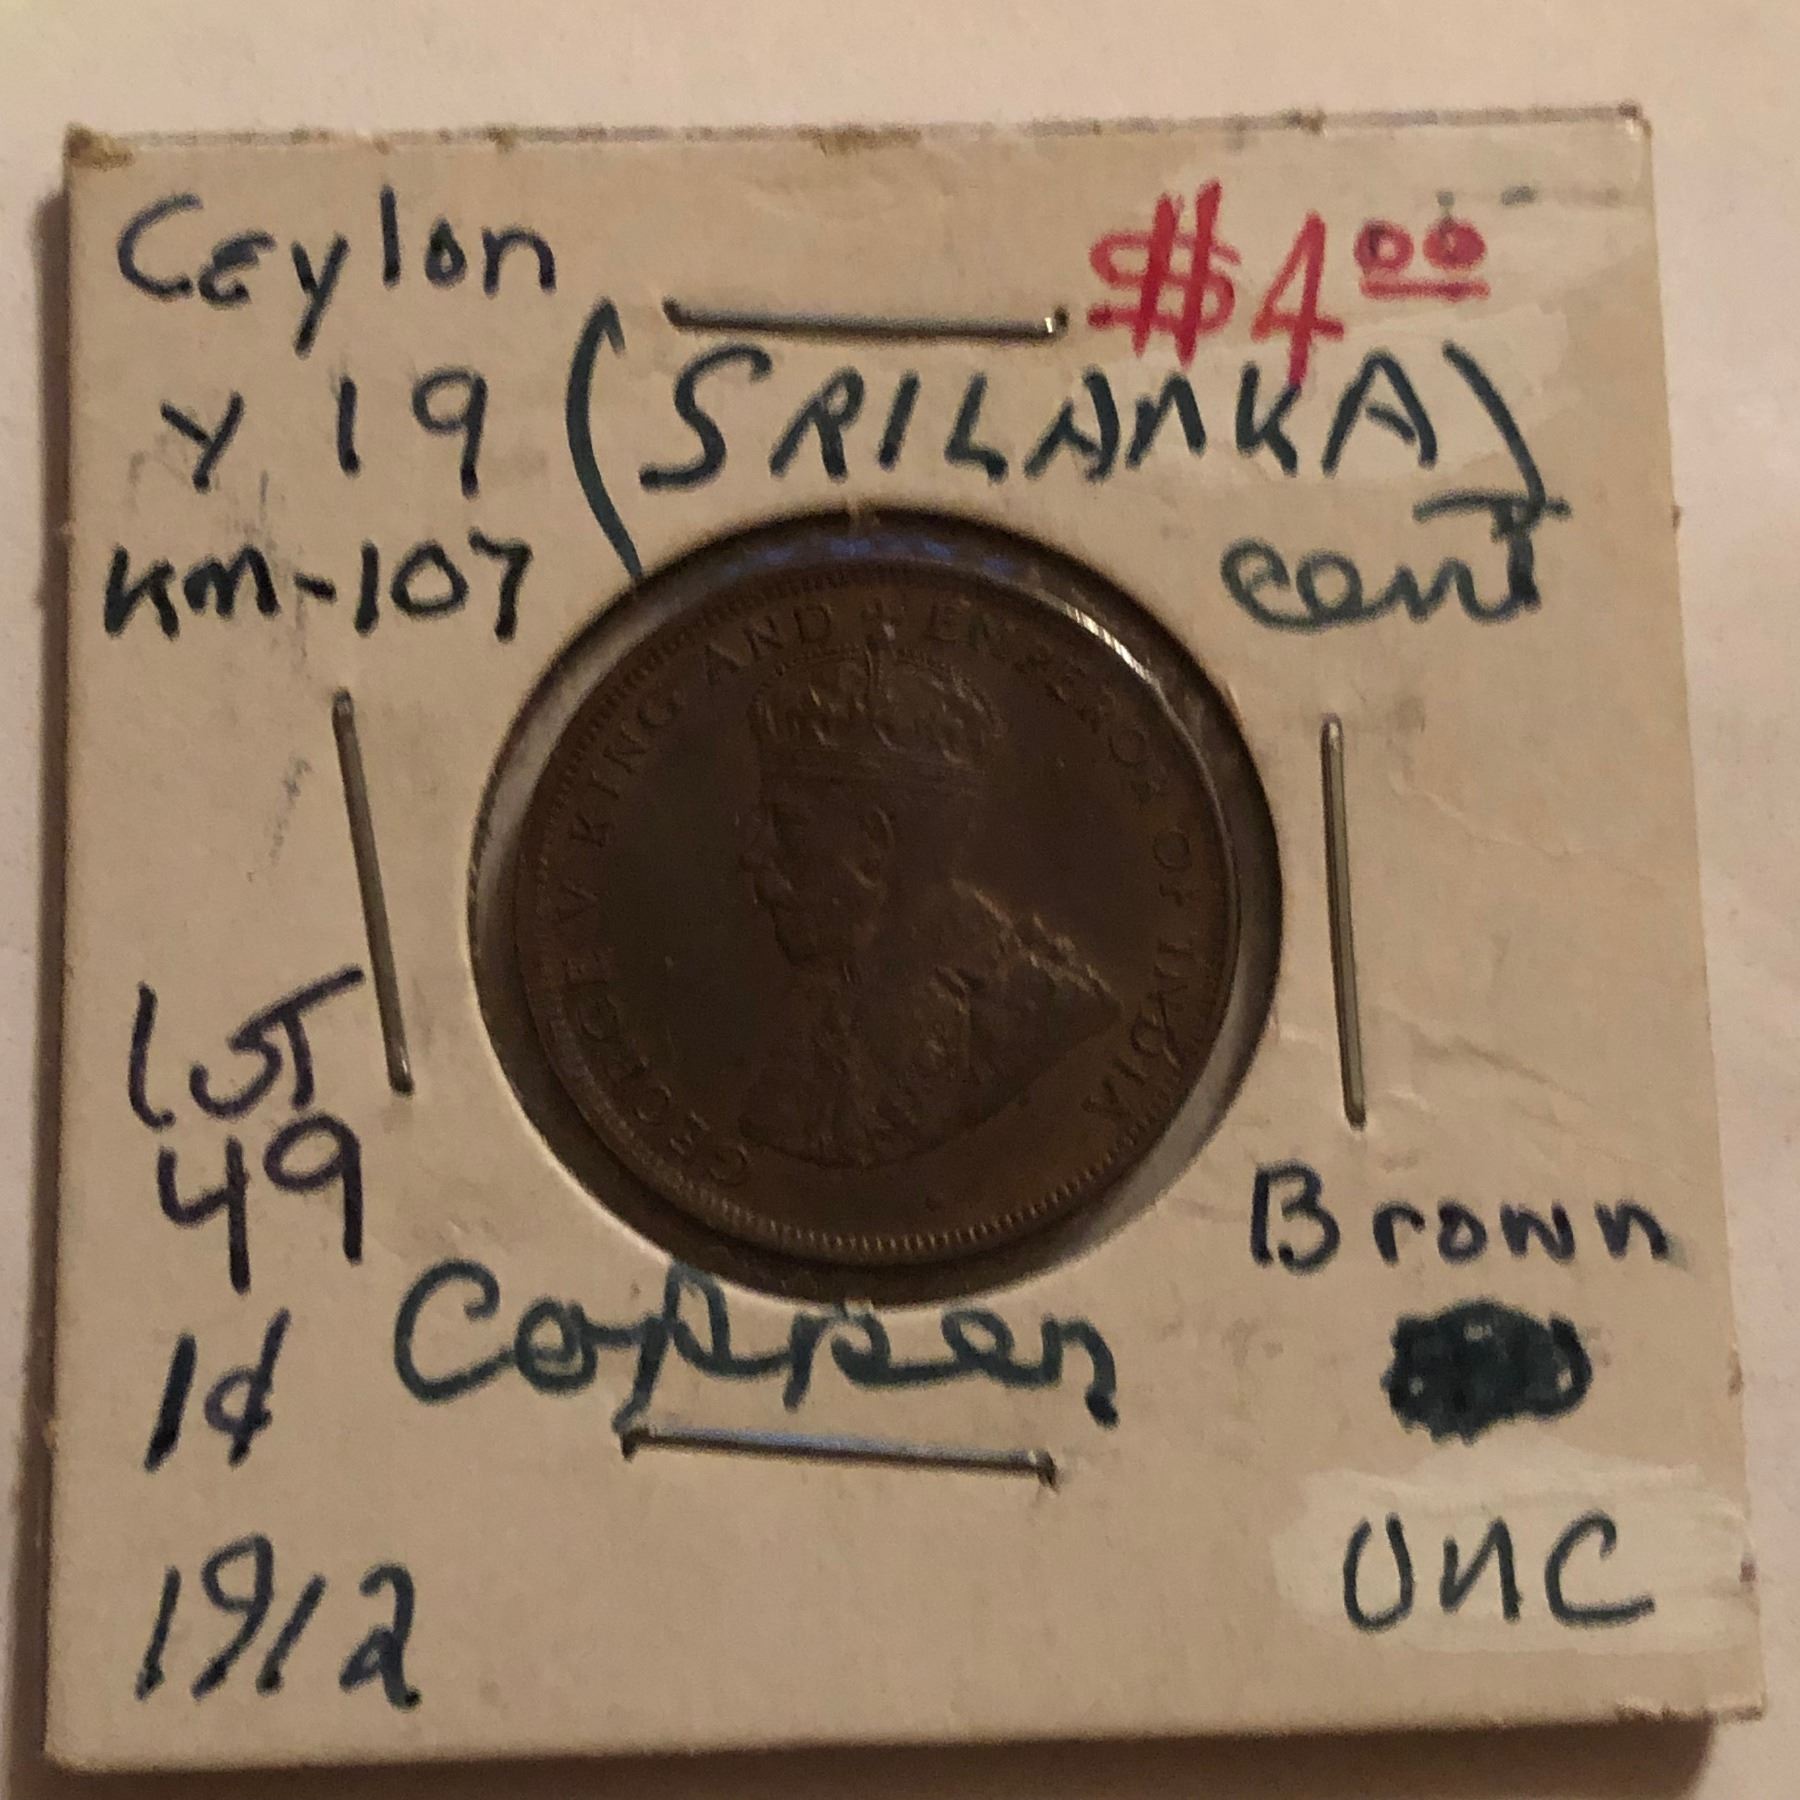 Ceylon
$4.00
Y 19
(SRILANKA)
KM-107
cent
GEORGE V KING AND EMPEROR OF INDIA
LOT
49
Brown
Copper
1¢
UNC
1912